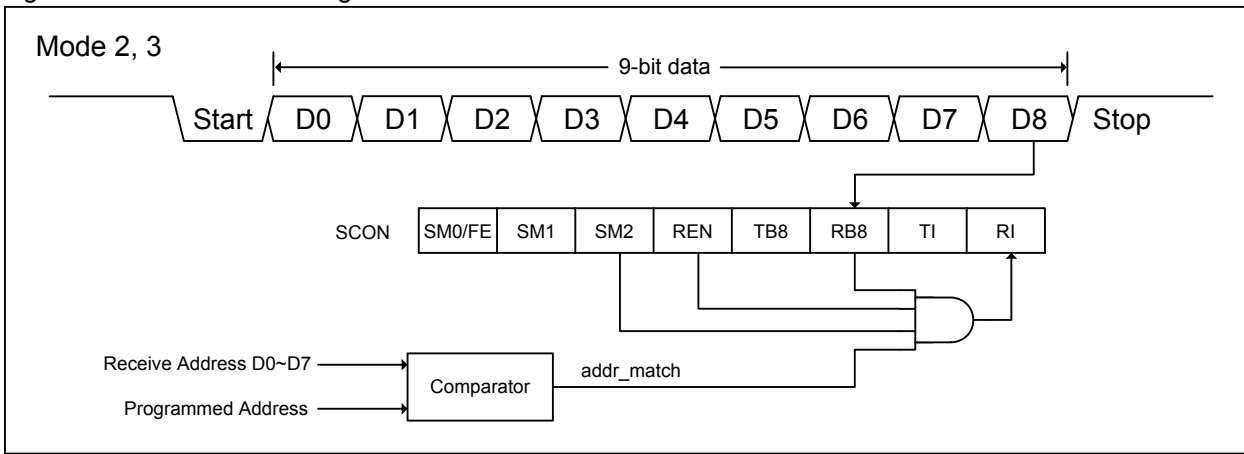 Mode 2, 3
9-bit data
Start D0 D1 D2 D3 D4 D5 D6 D7 D8 Stop
SCON SM0/FE SM1 SM2 REN TB8 RB8 TI RI
Receive Address D0~D7
Comparator
addr_match
Programmed Address